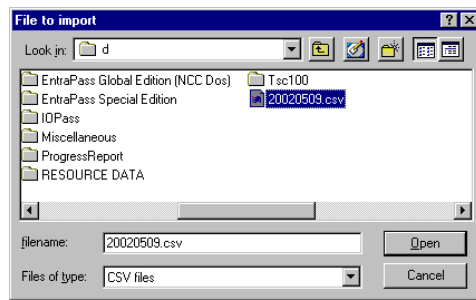 File to import
Look in: d
EntraPass Global Edition (NCC Dos)
EntraPass Special Edition
IOPass
Miscellaneous
ProgressReport
RESOURCE DATA
Tsc100
20020509.csv
filename: 20020509.csv Open
Files of type: CSV files Cancel